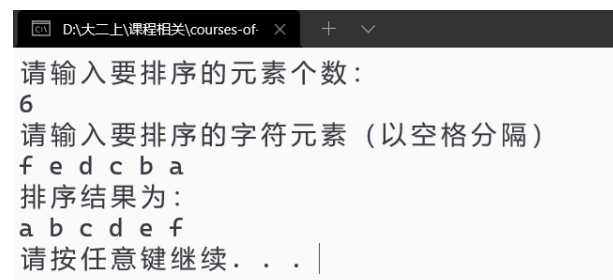 D:\大二上\课程相关\courses-of-
请输入要排序的元素个数：
6
请输入要排序的字符元素（以空格分隔）
f e d c b a
排序结果为：
a b c d e f
请按任意键继续. . .